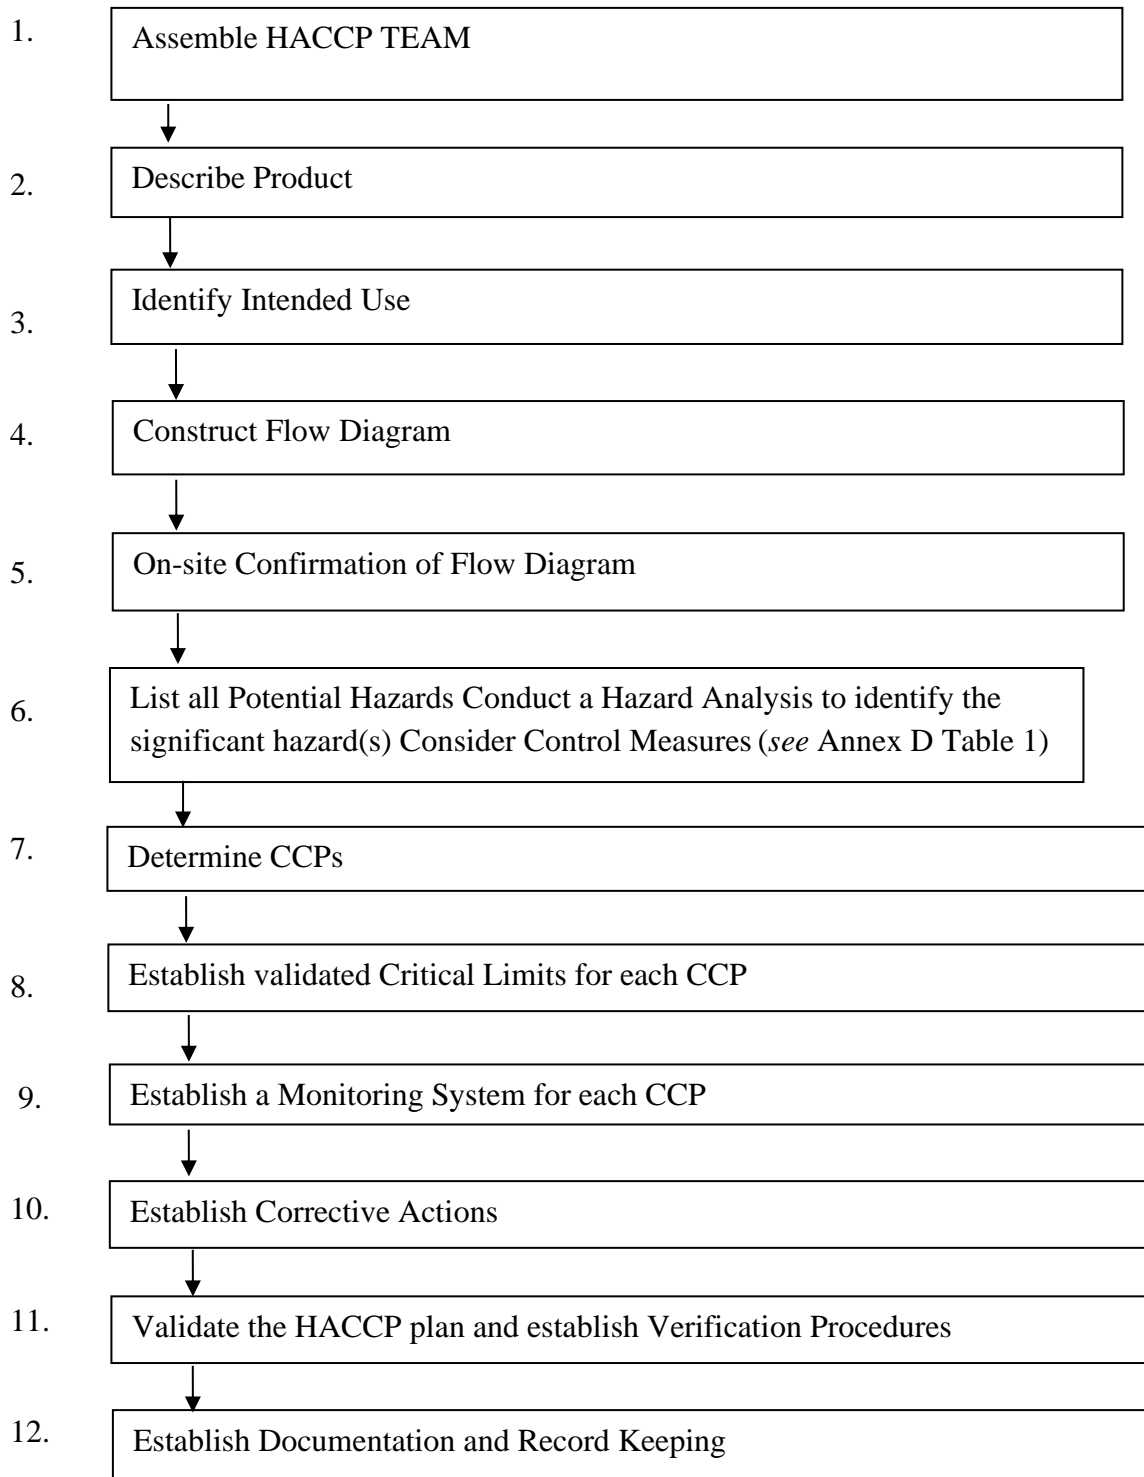 1. Assemble HACCP TEAM
2. Describe Product
3. Identify Intended Use
4. Construct Flow Diagram
5. On-site Confirmation of Flow Diagram
6. List all Potential Hazards Conduct a Hazard Analysis to identify the
significant hazard(s) Consider Control Measures (see Annex D Table 1)
7. Determine CCPs
8. Establish validated Critical Limits for each CCP
9. Establish a Monitoring System for each CCP
10. Establish Corrective Actions
11. Validate the HACCP plan and establish Verification Procedures
12. Establish Documentation and Record Keeping